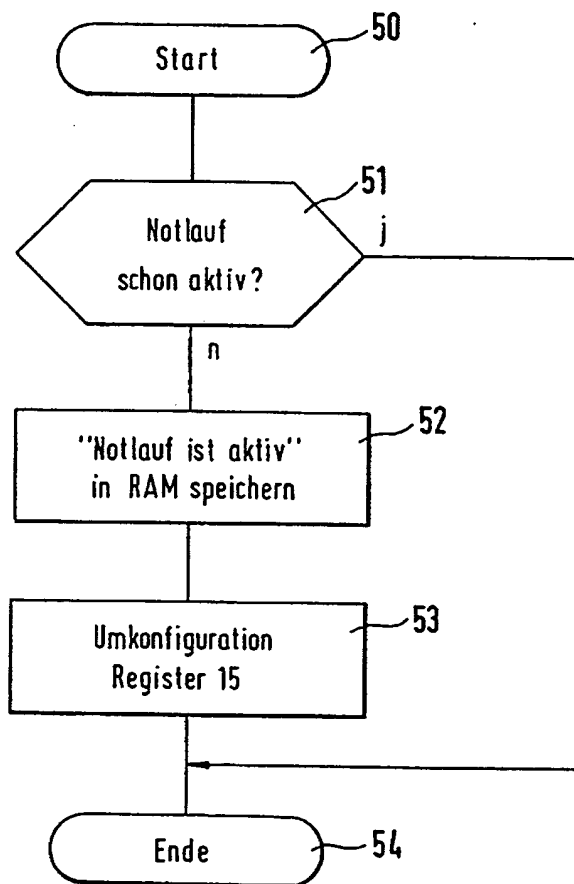 50
Start
51
Notlauf
schon aktiv?
j
n
52
"Notlauf ist aktiv"
in RAM speichern
53
Umkonfiguration
Register 15
Ende
54